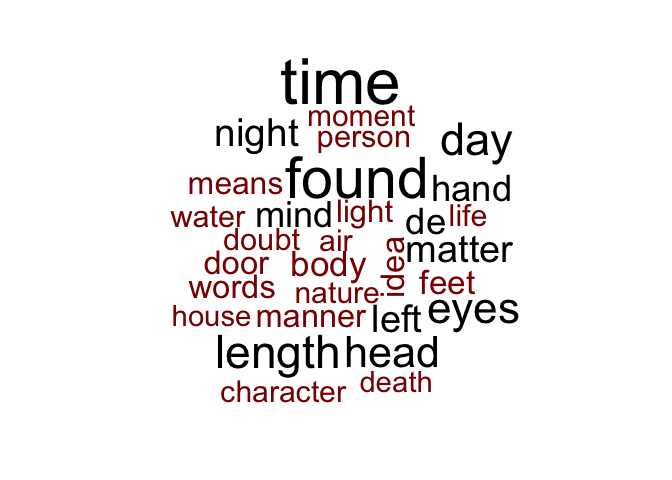 time
moment
night person day
means found hand
water mind light de life
doubt air
door body idea matter
words nature feet
house manner left eyes
length head
character death